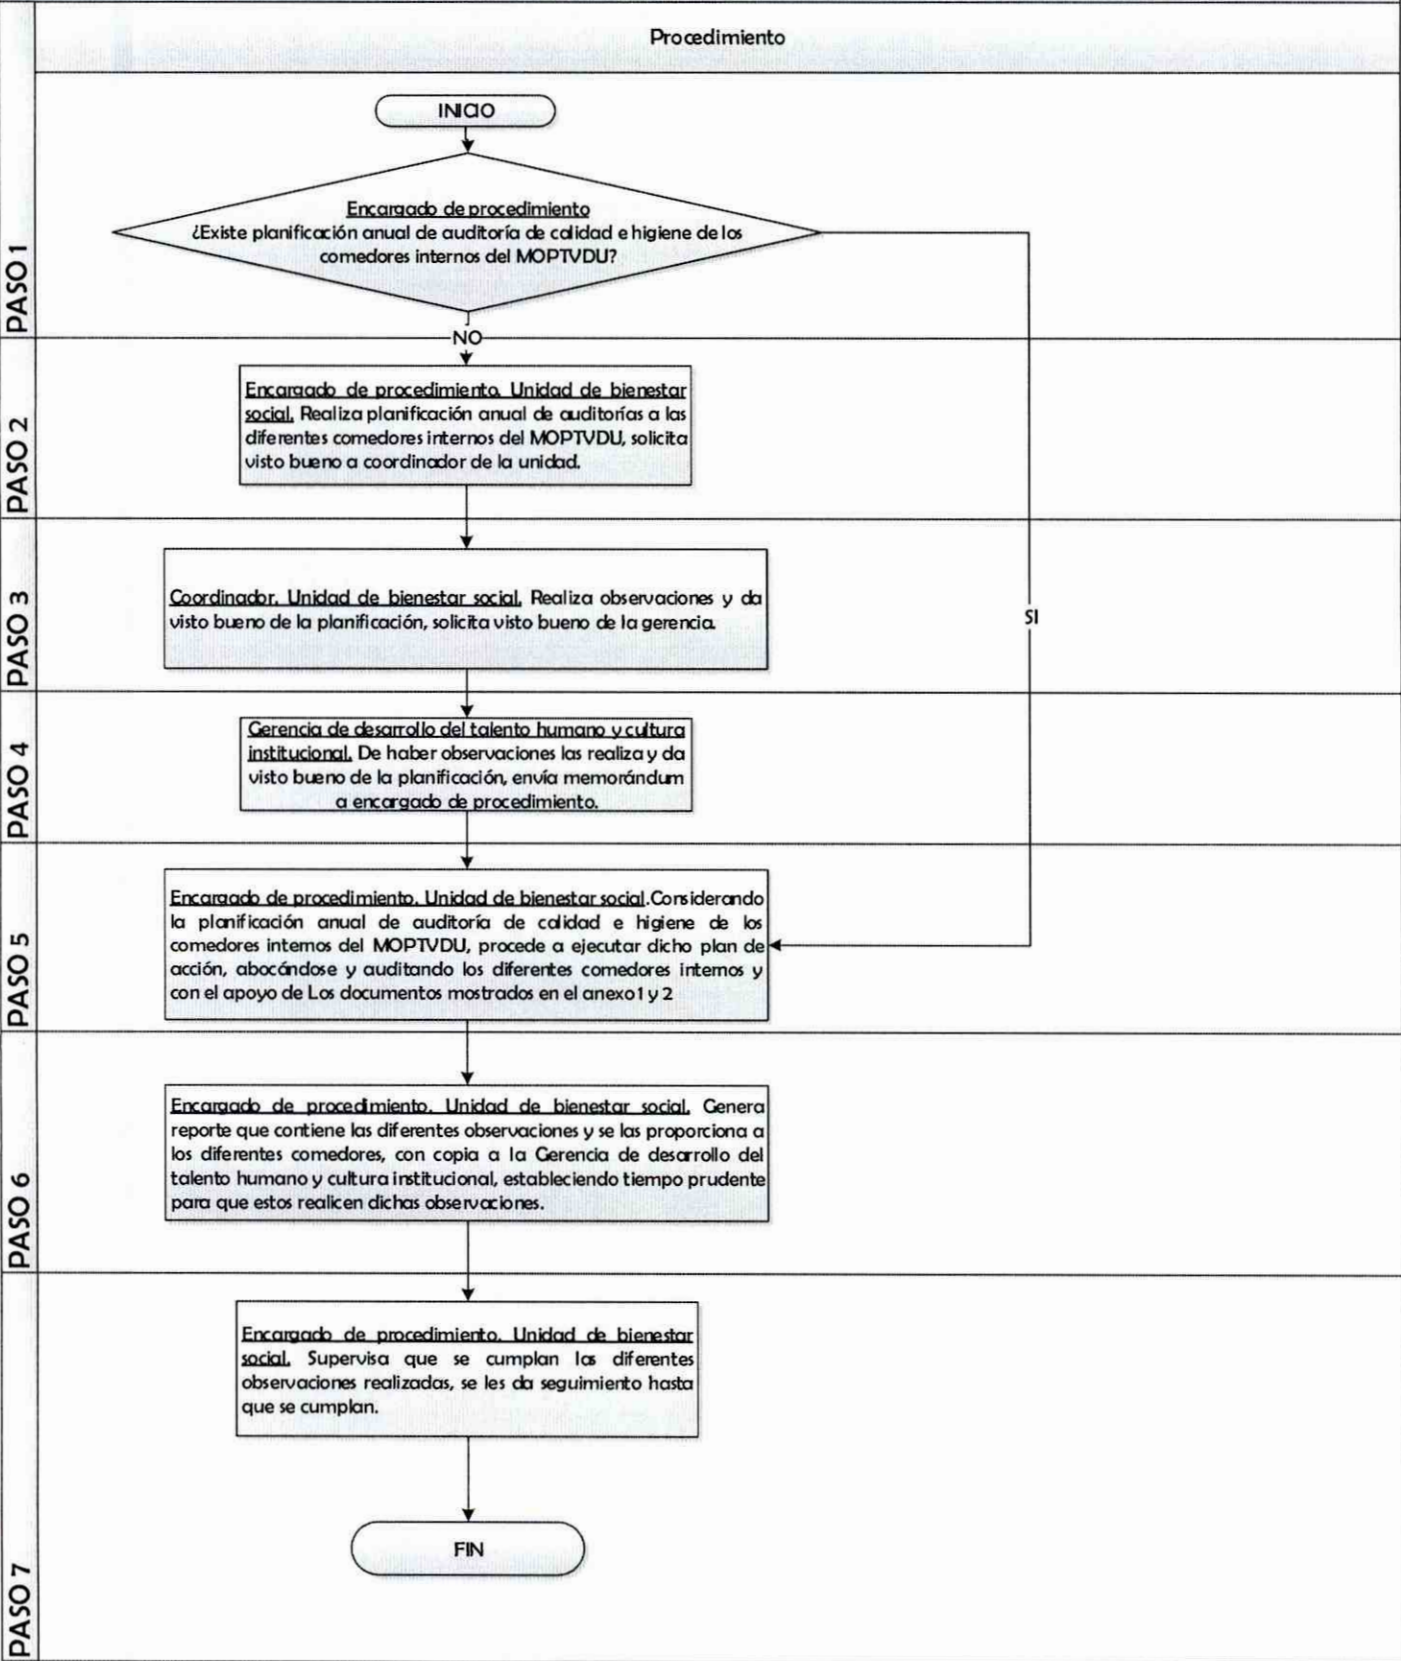 Procedimiento
PASO 1
INICIO
Encargado de procedimiento
¿Existe planificación anual de auditoría de calidad e higiene de los
comedores internos del MOPTVDU?
NO
SI
PASO 2
Encargado de procedimiento. Unidad de bienestar
social. Realiza planificación anual de auditorías a las
diferentes comedores internos del MOPTVDU, solicita
visto bueno a coordinador de la unidad.
PASO 3
Coordinador. Unidad de bienestar social. Realiza observaciones y da
visto bueno de la planificación, solicita visto bueno de la gerencia.
PASO 4
Gerencia de desarrollo del talento humano y cultura
institucional. De haber observaciones las realiza y da
visto bueno de la planificación, envía memorándum
a encargado de procedimiento.
PASO 5
Encargado de procedimiento. Unidad de bienestar social.Considerando
la planificación anual de auditoría de calidad e higiene de los
comedores internos del MOPTVDU, procede a ejecutar dicho plan de
acción, abocándose y auditando los diferentes comedores internos y
con el apoyo de Los documentos mostrados en el anexo 1 y 2
PASO 6
Encargado de procedimiento. Unidad de bienestar social. Genera
reporte que contiene las diferentes observaciones y se las proporciona a
los diferentes comedores, con copia a la Gerencia de desarrollo del
talento humano y cultura institucional, estableciendo tiempo prudente
para que estos realicen dichas observaciones.
PASO 7
Encargado de procedimiento. Unidad de bienestar
social. Supervisa que se cumplan las diferentes
observaciones realizadas, se les da seguimiento hasta
que se cumplan.
FIN